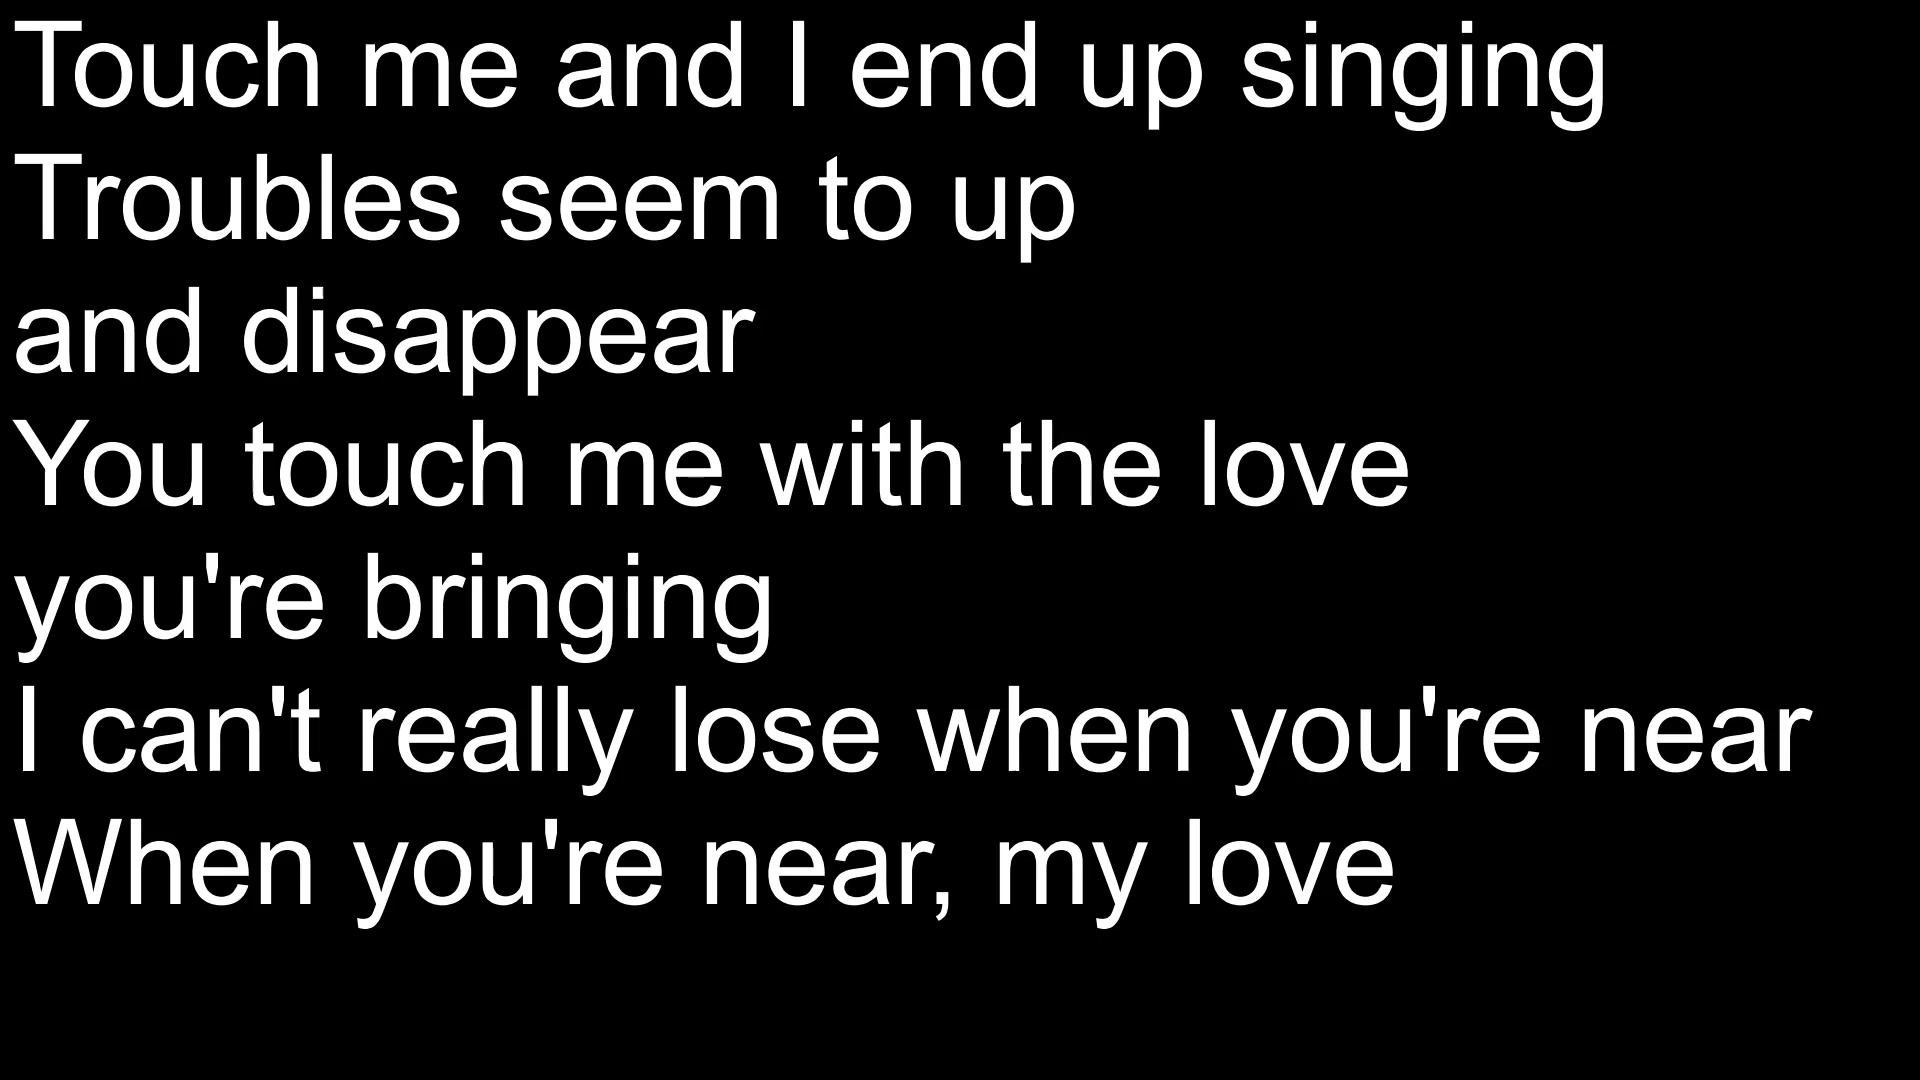 Touch me and I end up singing
Troubles seem to up
and disappear
You touch me with the love
you're bringing
I can't really lose when you're near
When you're near, my love